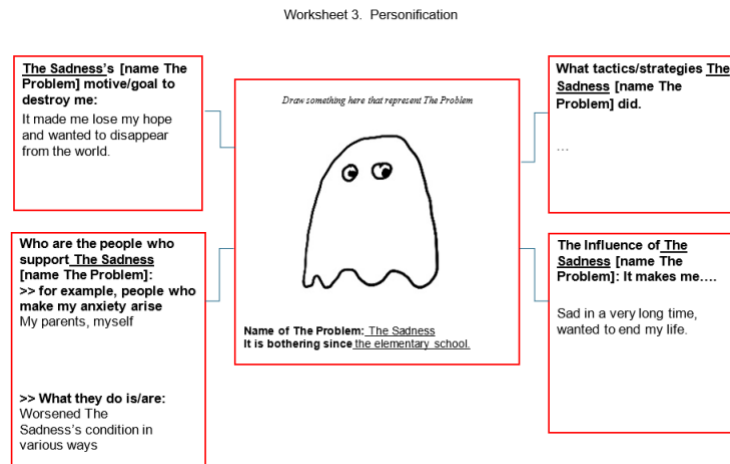 Worksheet 3. Personification
The Sadness's [name The
Problem] motive/goal to
destroy me:
It made me lose my hope
and wanted to disappear
from the world.
Who are the people who
support The Sadness
[name The Problem]:
>> for example, people who
make my anxiety arise
My parents, myself
>> What they do is/are:
Worsened The
Sadness's condition in
various ways
Draw something here that represent The Problem
Name of The Problem: The Sadness
It is bothering since the elementary school.
What tactics/strategies The
Sadness [name The
Problem] did.
...
The Influence of The
Sadness [name The
Problem]: It makes me....
Sad in a very long time,
wanted to end my life.